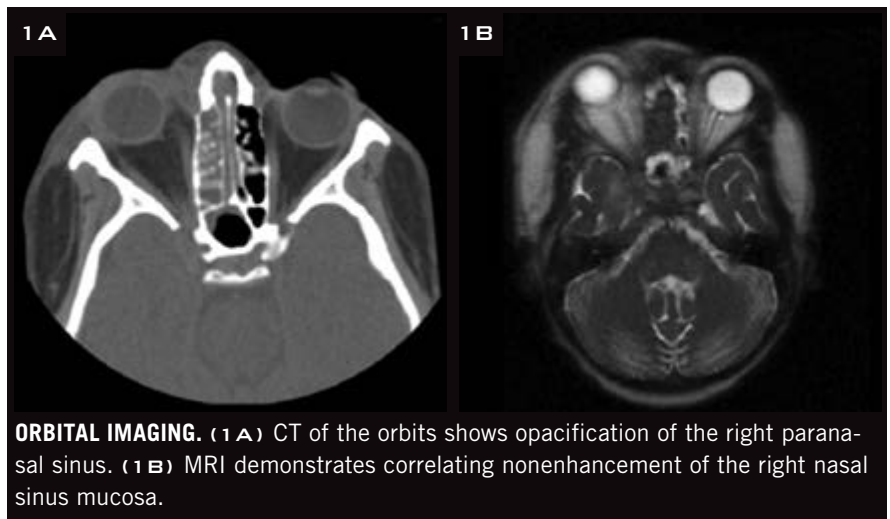 1A
1B
ORBITAL IMAGING. (1A) CT of the orbits shows opacification of the right parana-
sal sinus. (1B) MRI demonstrates correlating nonenhancement of the right nasal
sinus mucosa.